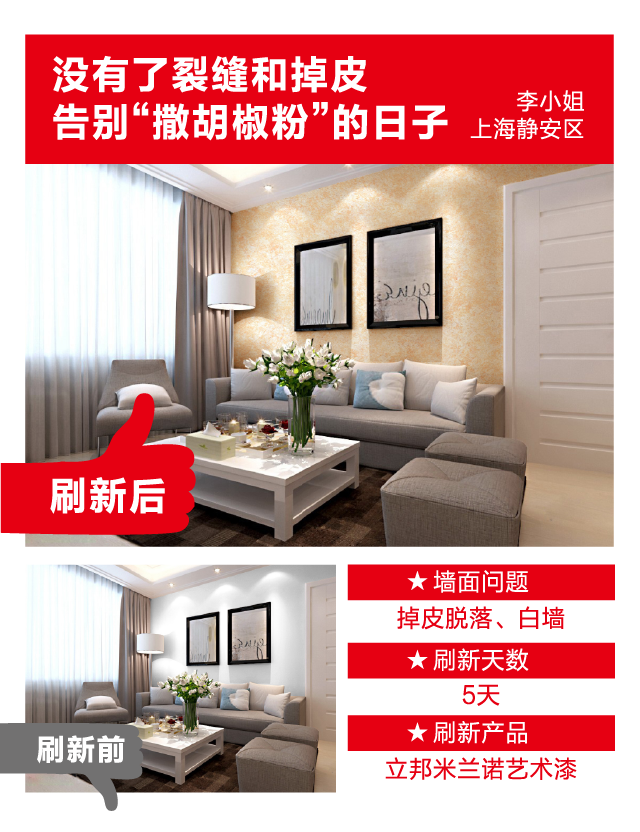 没有了裂缝和掉皮
告别“撒胡椒粉”的日子
李小姐
上海静安区
刷新后
★ 墙面问题
掉皮脱落、白墙
★ 刷新天数
5天
★ 刷新产品
立邦米兰诺艺术漆
刷新前